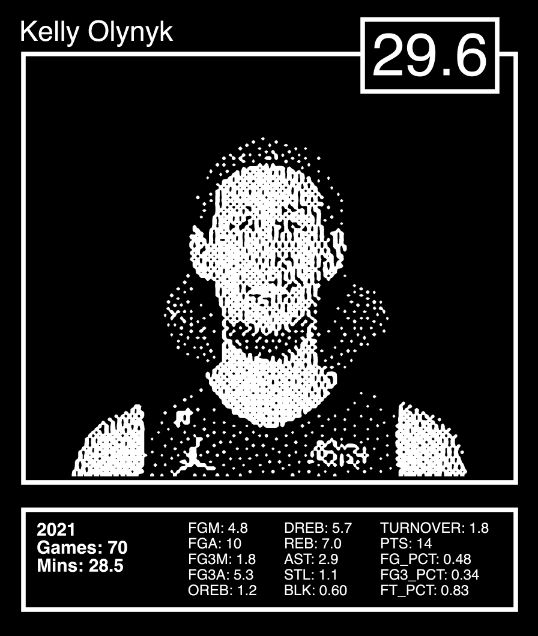 Kelly Olynyk
29.6
2021
Games: 70
Mins: 28.5
FGM: 4.8
FGA: 10
FG3M: 1.8
FG3A: 5.3
OREB: 1.2
DREB: 5.7
REB: 7.0
AST: 2.9
STL: 1.1
BLK: 0.60
TURNOVER: 1.8
PTS: 14
FG_PCT: 0.48
FG3_PCT: 0.34
FT_PCT: 0.83